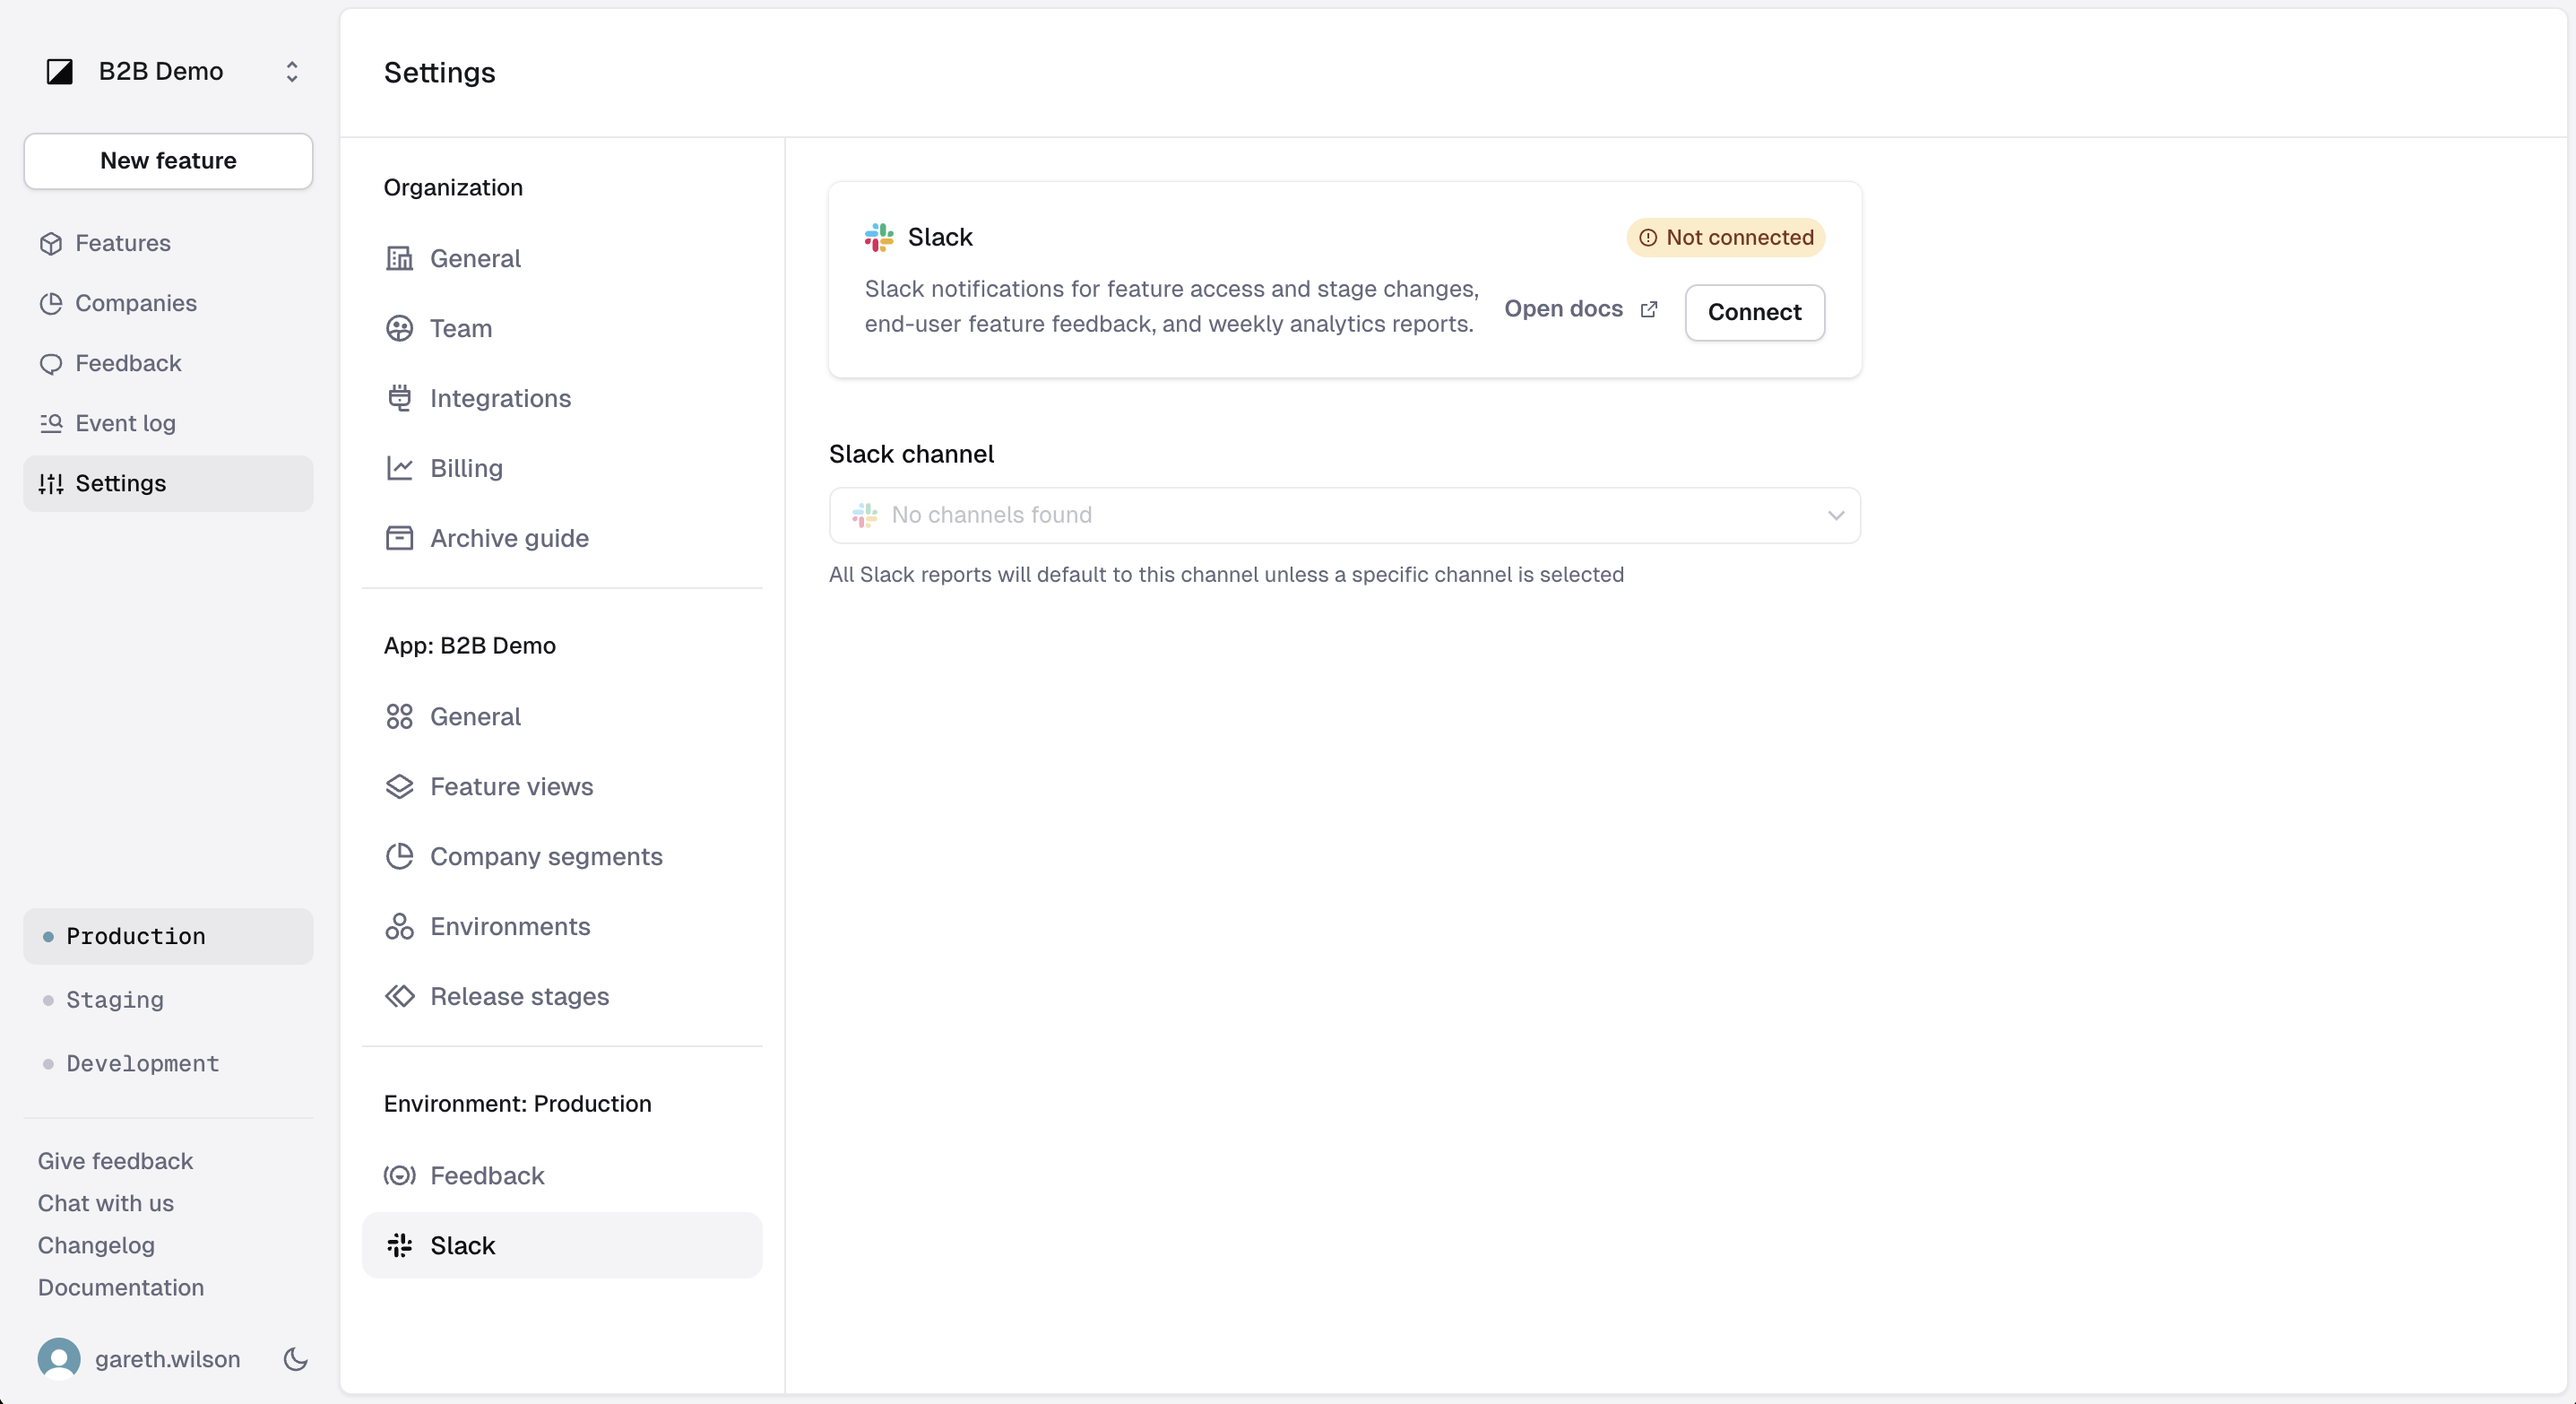 B2B Demo
New feature
Features
Companies
Feedback
Event log
Settings
Production
Staging
Development
Give feedback
Chat with us
Changelog
Documentation
gareth.wilson
Settings
Organization
General
Team
Integrations
Billing
Archive guide
App: B2B Demo
General
Feature views
Company segments
Environments
Release stages
Environment: Production
Feedback
Slack
Slack
Not connected
Slack notifications for feature access and stage changes,
end-user feature feedback, and weekly analytics reports.
Open docs
Connect
Slack channel
No channels found
All Slack reports will default to this channel unless a specific channel is selected